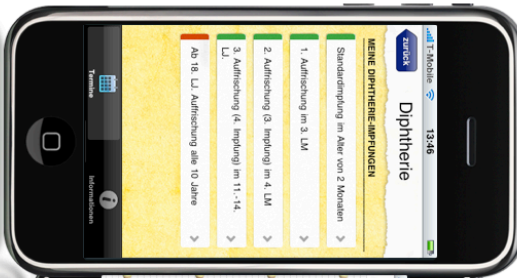 T-Mobile 13:46
zurück Diphtherie
MEINE DIPHTHERIE-IMPFUNGEN
Standardimpfung im Alter von 2 Monaten
1. Auffrischung im 3. LM
2. Auffrischung (3. Impfung) im 4. LM
3. Auffrischung (4. Impfung) im 11.-14.
LJ.
Ab 18. LJ. Auffrischung alle 10 Jahre
Termine Informationen